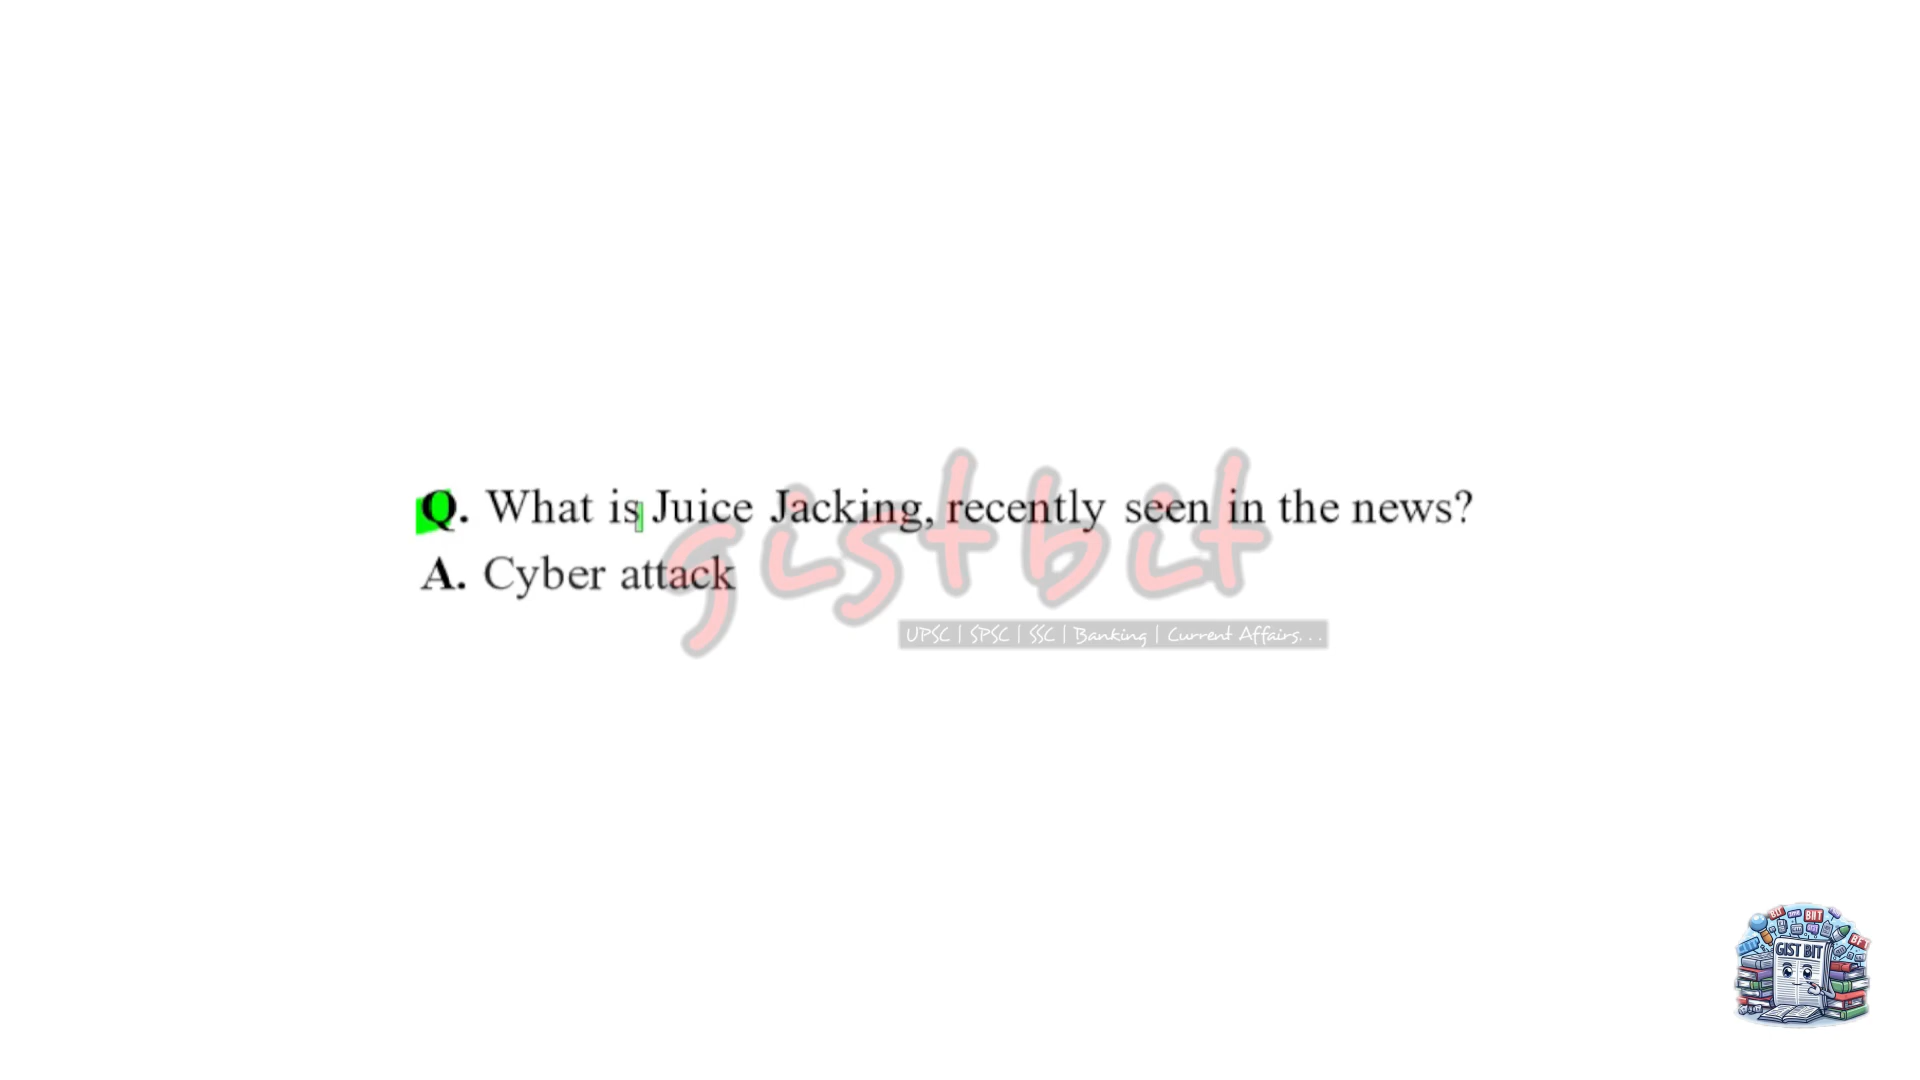 Q. What is Juice Jacking, recently seen in the news?
A. Cyber attack
gistbit
UPSC | SPSC | SSC | Banking | Current Affairs...
GIST BIT